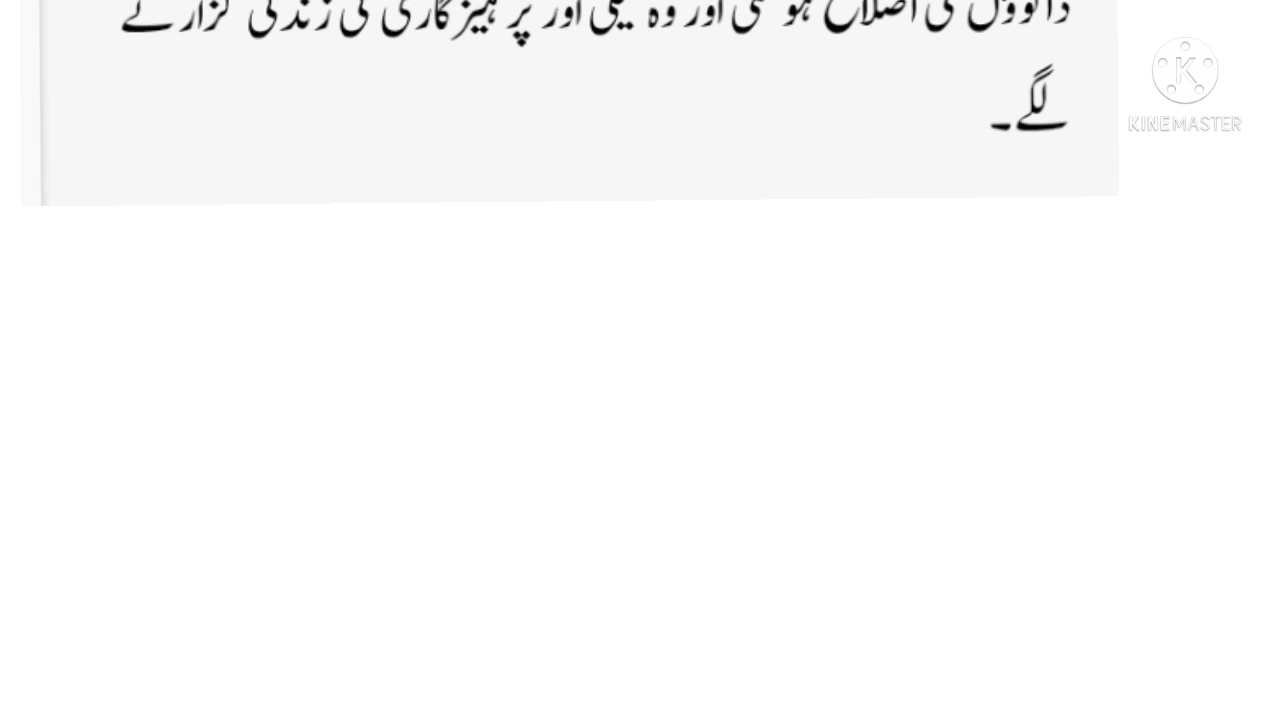 ڈاکوؤں کی اصلاح ہو گئی اور وہ نیکی اور پرہیزگاری کی زندگی گزارنے
لگے۔
KINEMASTER